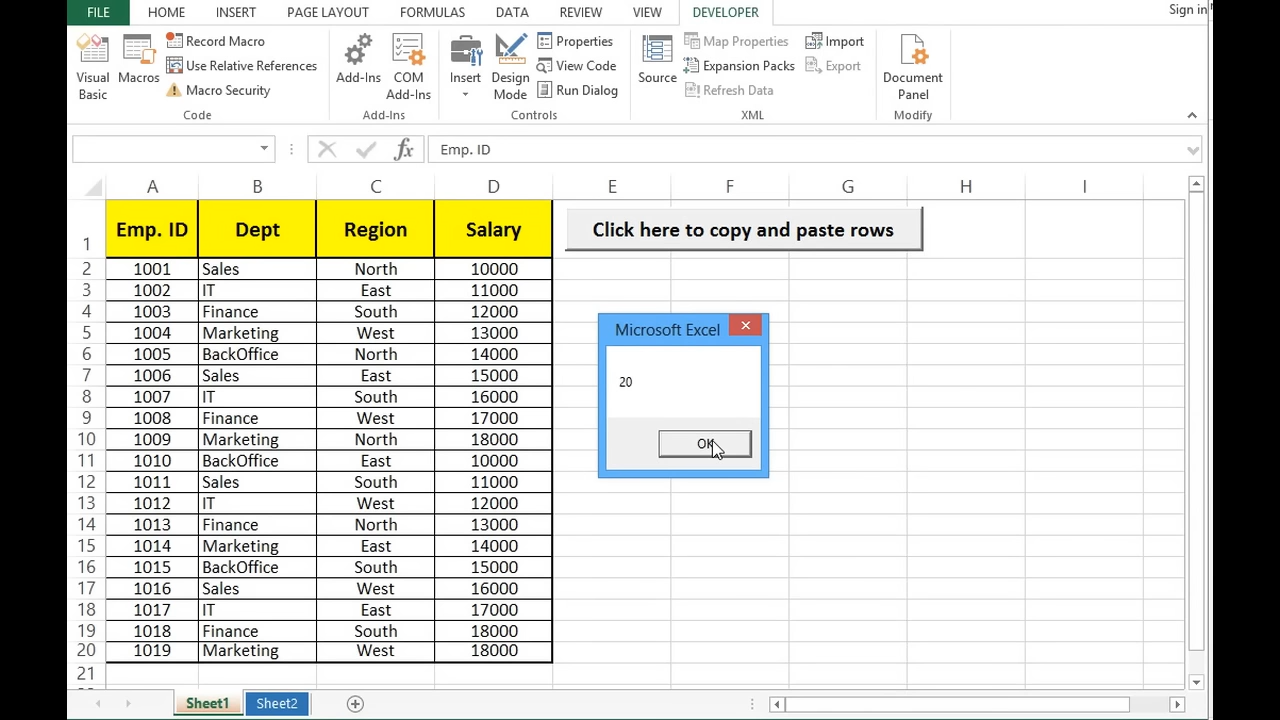 Sign in
FILE HOME INSERT PAGE LAYOUT FORMULAS DATA REVIEW VIEW DEVELOPER
Visual Basic
Macros
Record Macro
Use Relative References
Macro Security
Code
Add-Ins
COM Add-Ins
Add-Ins
Insert
Design Mode
Properties
View Code
Run Dialog
Controls
Source
Map Properties
Expansion Packs
Refresh Data
Import
Export
XML
Document Panel
Modify
fx Emp. ID
A B C D E F G H I
1 Emp. ID Dept Region Salary
Click here to copy and paste rows
2 1001 Sales North 10000
3 1002 IT East 11000
4 1003 Finance South 12000
5 1004 Marketing West 13000
6 1005 BackOffice North 14000
7 1006 Sales East 15000
8 1007 IT South 16000
9 1008 Finance West 17000
10 1009 Marketing North 18000
11 1010 BackOffice East 10000
12 1011 Sales South 11000
13 1012 IT West 12000
14 1013 Finance North 13000
15 1014 Marketing East 14000
16 1015 BackOffice South 15000
17 1016 Sales West 16000
18 1017 IT East 17000
19 1018 Finance South 18000
20 1019 Marketing West 18000
21
Microsoft Excel
20
OK
Sheet1 Sheet2